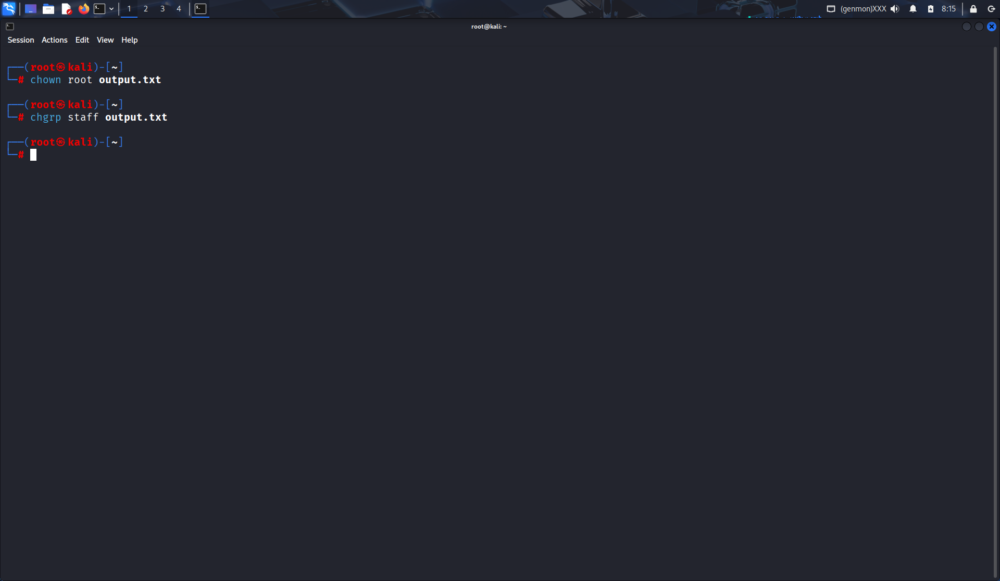 1 2 3 4 (genmon)XXX 8:15
root@kali: ~
Session Actions Edit View Help
┌──(root㉿kali)-[~]
└─# chown root output.txt
┌──(root㉿kali)-[~]
└─# chgrp staff output.txt
┌──(root㉿kali)-[~]
└─#